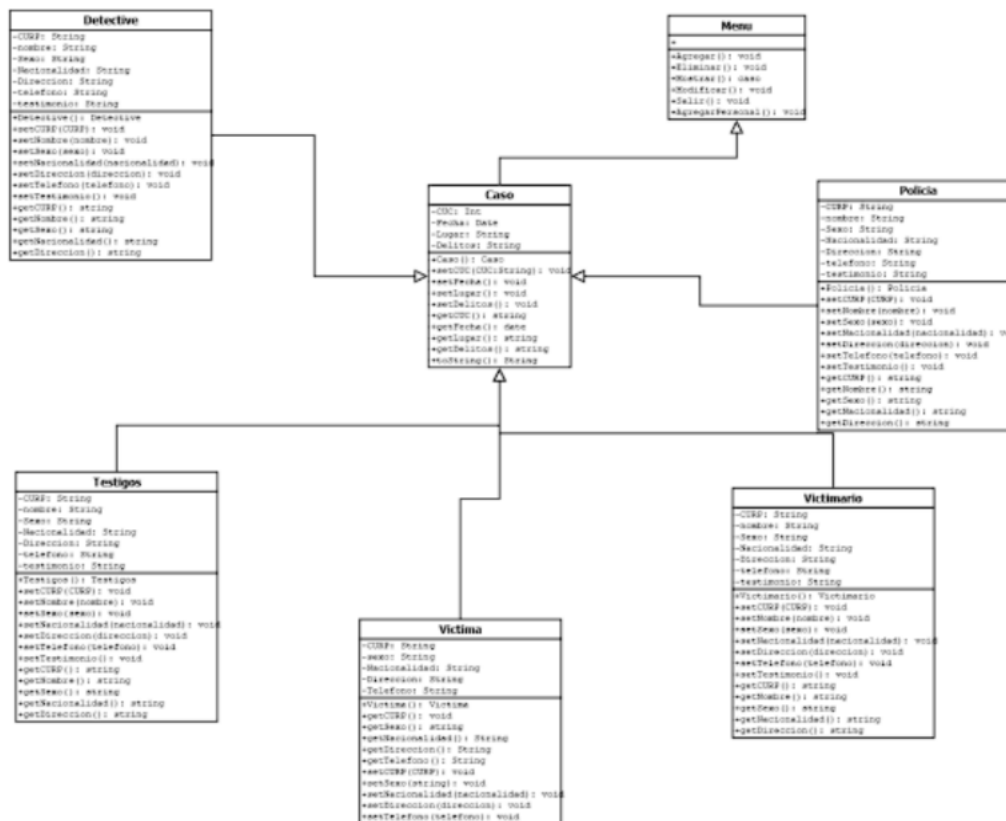 Detective
-CURP: String
-nombre: String
-Sexo: String
-Nacionalidad: String
-Direccion: String
-telefono: String
-testimonio: String
+Detective(): Detective
+setCURP(CURP): void
+setNombre(nombre): void
+setSexo(sexo): void
+setNacionalidad(nacionalidad): void
+setDireccion(direccion): void
+setTelefono(telefono): void
+setTestimonio(): void
+getCURP(): string
+getNombre(): string
+getSexo(): string
+getNacionalidad(): string
+getDireccion(): string
Menu
+
+Agregar(): void
+Eliminar(): void
+Mostrar(): caso
+Modificar(): void
+Salir(): void
+AgregarPersonal(): void
Caso
-CUC: Int
-Fecha: Date
-Lugar: String
-Delitos: String
+Caso(): Caso
+setCUC(CUC:String): void
+setFecha(): void
+setLugar(): void
+setDelitos(): void
+getCUC(): string
+getFecha(): date
+getLugar(): string
+getDelitos(): string
+toString(): String
Policia
-CURP: String
-nombre: String
-Sexo: String
-Nacionalidad: String
-Direccion: String
-telefono: String
-testimonio: String
+Policia(): Policia
+setCURP(CURP): void
+setNombre(nombre): void
+setSexo(sexo): void
+setNacionalidad(nacionalidad): vo
+setDireccion(direccion): void
+setTelefono(telefono): void
+setTestimonio(): void
+getCURP(): string
+getNombre(): string
+getSexo(): string
+getNacionalidad(): string
+getDireccion(): string
Testigos
-CURP: String
-nombre: String
-Sexo: String
-Nacionalidad: String
-Direccion: String
-telefono: String
-testimonio: String
+Testigos(): Testigos
+setCURP(CURP): void
+setNombre(nombre): void
+setSexo(sexo): void
+setNacionalidad(nacionalidad): void
+setDireccion(direccion): void
+setTelefono(telefono): void
+setTestimonio(): void
+getCURP(): string
+getNombre(): string
+getSexo(): string
+getNacionalidad(): string
+getDireccion(): string
Victima
-CURP: String
-sexo: String
-Nacionalidad: String
-Direccion: String
-Telefono: String
+Victima(): Victima
+getCURP(): void
+getSexo(): string
+getNacionalidad(): String
+getDireccion(): String
+getTelefono(): String
+setCURP(CURP): void
+setSexo(string): void
+setNacionalidad(nacionalidad): void
+setDireccion(direccion): void
+setTelefono(telefono): void
Victimario
-CURP: String
-nombre: String
-Sexo: String
-Nacionalidad: String
-Direccion: String
-telefono: String
-testimonio: String
+Victimario(): Victimario
+setCURP(CURP): void
+setNombre(nombre): void
+setSexo(sexo): void
+setNacionalidad(nacionalidad): void
+setDireccion(direccion): void
+setTelefono(telefono): void
+setTestimonio(): void
+getCURP(): string
+getNombre(): string
+getSexo(): string
+getNacionalidad(): string
+getDireccion(): string